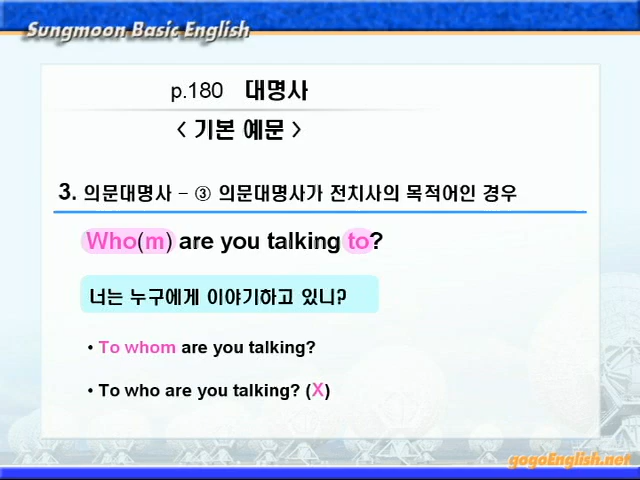 Sungmoon Basic English
p.180 대명사
< 기본 예문 >
3. 의문대명사 – ③ 의문대명사가 전치사의 목적어인 경우
Who(m) are you talking to?
너는 누구에게 이야기하고 있니?
• To whom are you talking?
• To who are you talking? (X)
gogoEnglish.net